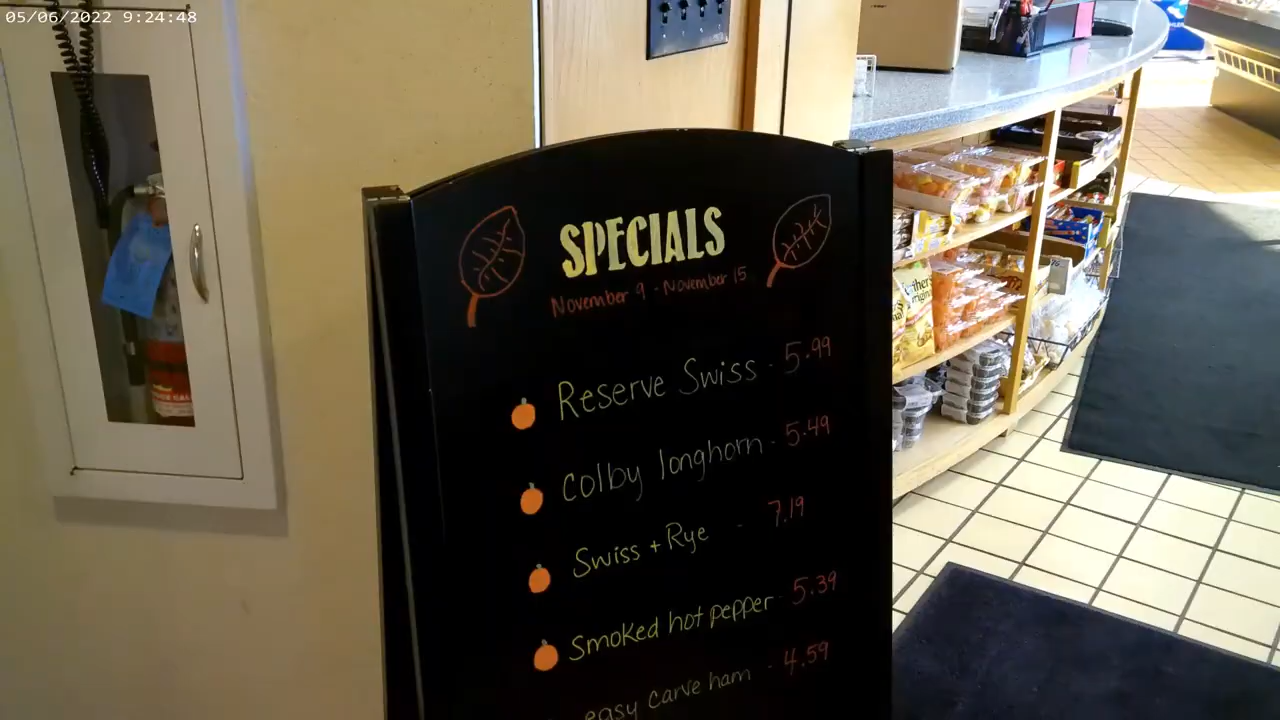 05/06/2022 9:24:48
SPECIALS
November 9 - November 15
Reserve Swiss - 5.99
Colby longhorn - 5.49
Swiss + Rye - 7.19
Smoked hot pepper 5.39
easy carve ham - 4.59